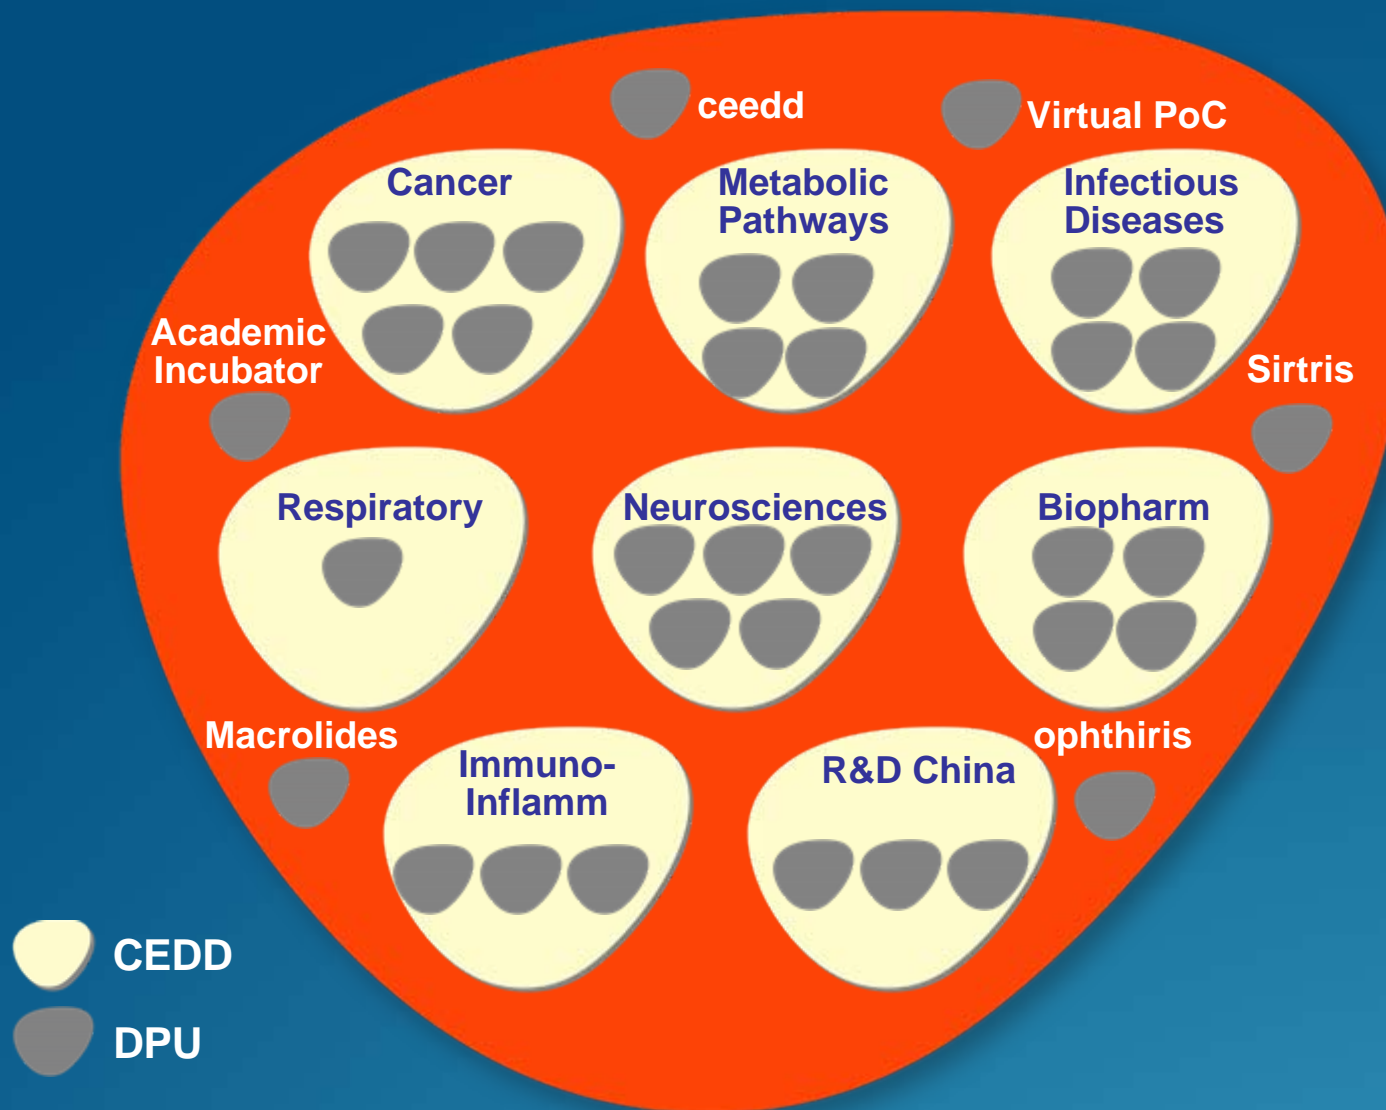 ceedd
Virtual PoC
Cancer
Metabolic
Pathways
Infectious
Diseases
Academic
Incubator
Sirtris
Respiratory
Neurosciences
Biopharm
Macrolides
ophthiris
Immuno-
Inflamm
R&D China
CEDD
DPU